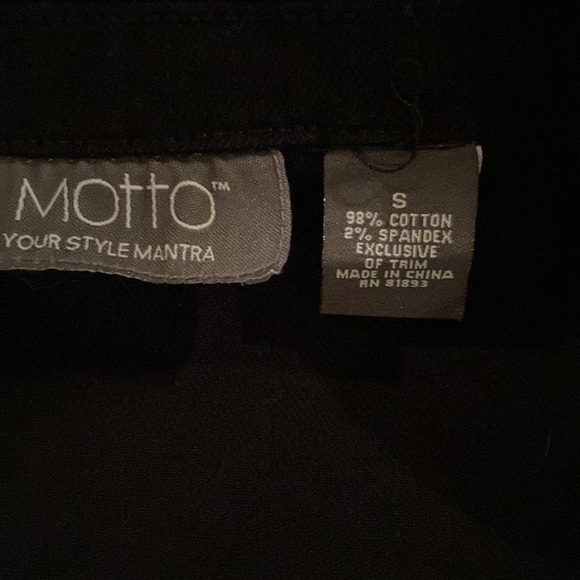 MOTTO™
YOUR STYLE MANTRA
S
98% COTTON
2% SPANDEX
EXCLUSIVE
OF TRIM
MADE IN CHINA
RN 81893